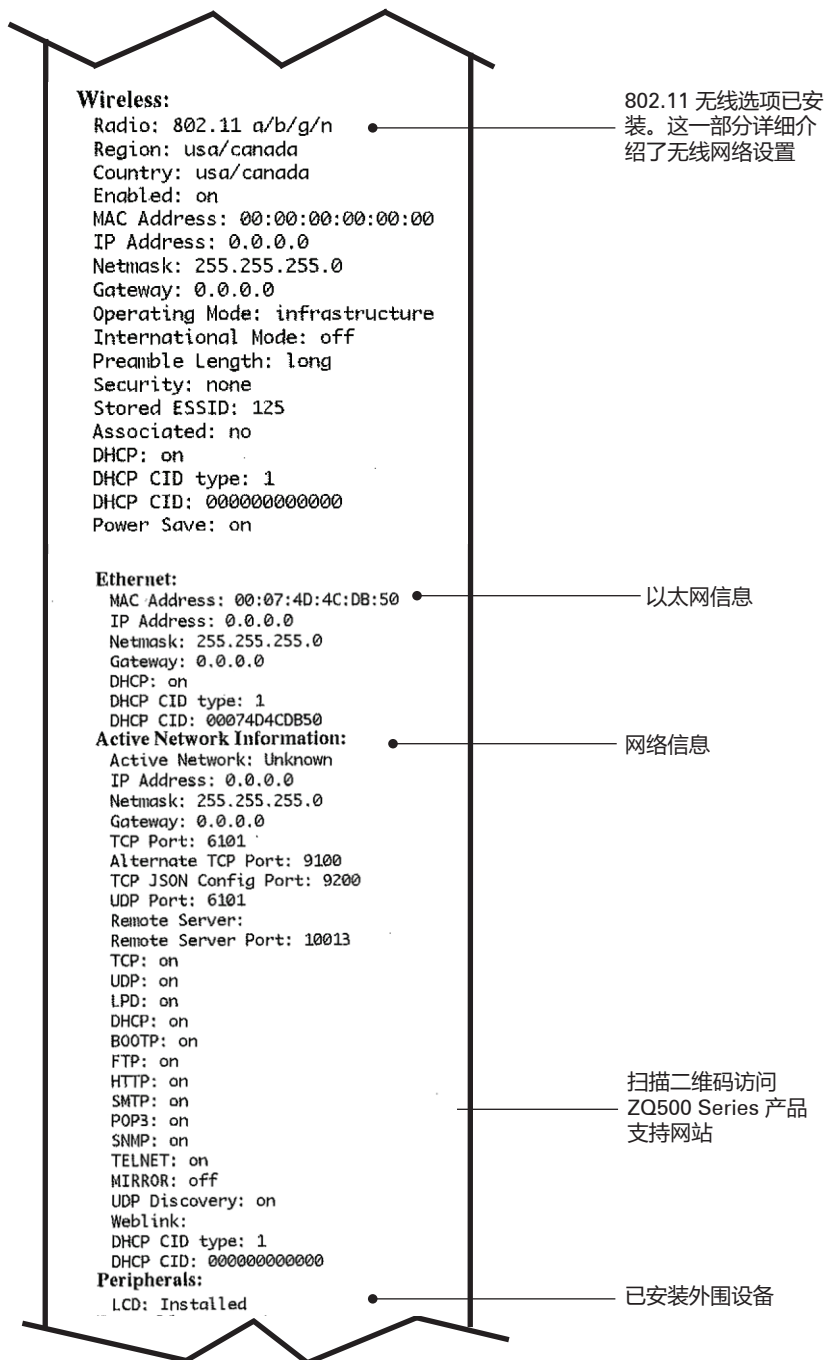 Wireless:
Radio: 802.11 a/b/g/n
Region: usa/canada
Country: usa/canada
Enabled: on
MAC Address: 00:00:00:00:00:00
IP Address: 0.0.0.0
Netmask: 255.255.255.0
Gateway: 0.0.0.0
Operating Mode: infrastructure
International Mode: off
Preamble Length: long
Security: none
Stored ESSID: 125
Associated: no
DHCP: on
DHCP CID type: 1
DHCP CID: 000000000000
Power Save: on
802.11 无线选项已安
装。这一部分详细介
绍了无线网络设置
Ethernet:
MAC Address: 00:07:4D:4C:DB:50
IP Address: 0.0.0.0
Netmask: 255.255.255.0
Gateway: 0.0.0.0
DHCP: on
DHCP CID type: 1
DHCP CID: 00074D4CDB50
以太网信息
Active Network Information:
Active Network: Unknown
IP Address: 0.0.0.0
Netmask: 255.255.255.0
Gateway: 0.0.0.0
TCP Port: 6101
Alternate TCP Port: 9100
TCP JSON Config Port: 9200
UDP Port: 6101
Remote Server:
Remote Server Port: 10013
TCP: on
UDP: on
LPD: on
DHCP: on
BOOTP: on
FTP: on
HTTP: on
SMTP: on
POP3: on
SNMP: on
TELNET: on
MIRROR: off
UDP Discovery: on
Weblink:
DHCP CID type: 1
DHCP CID: 000000000000
网络信息
扫描二维码访问
ZQ500 Series 产品
支持网站
Peripherals:
LCD: Installed
已安装外围设备